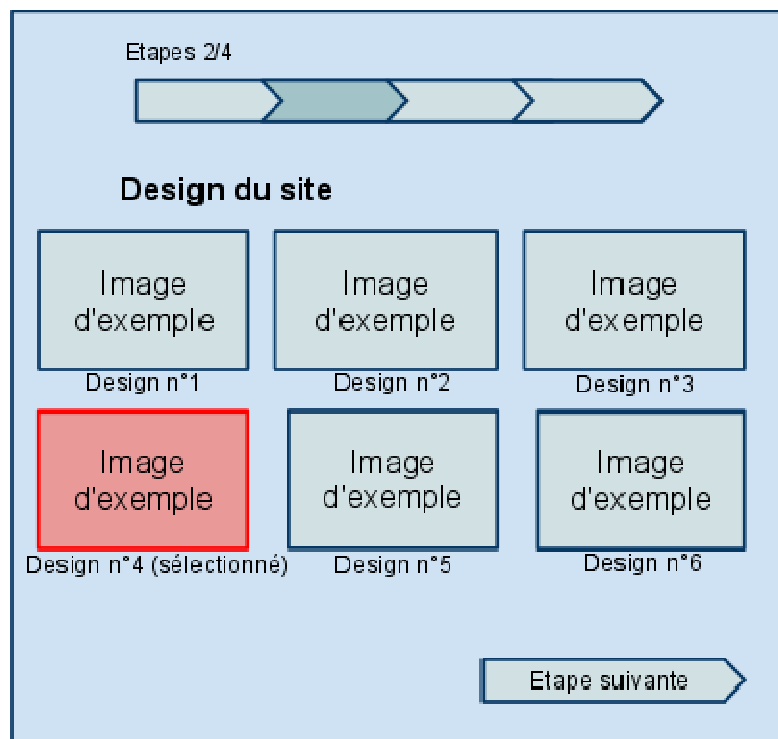 Etapes 2/4
Design du site
Image
d'exemple
Image
d'exemple
Image
d'exemple
Design n°1
Design n°2
Design n°3
Image
d'exemple
Image
d'exemple
Image
d'exemple
Design n°4 (sélectionné)
Design n°5
Design n°6
Etape suivante